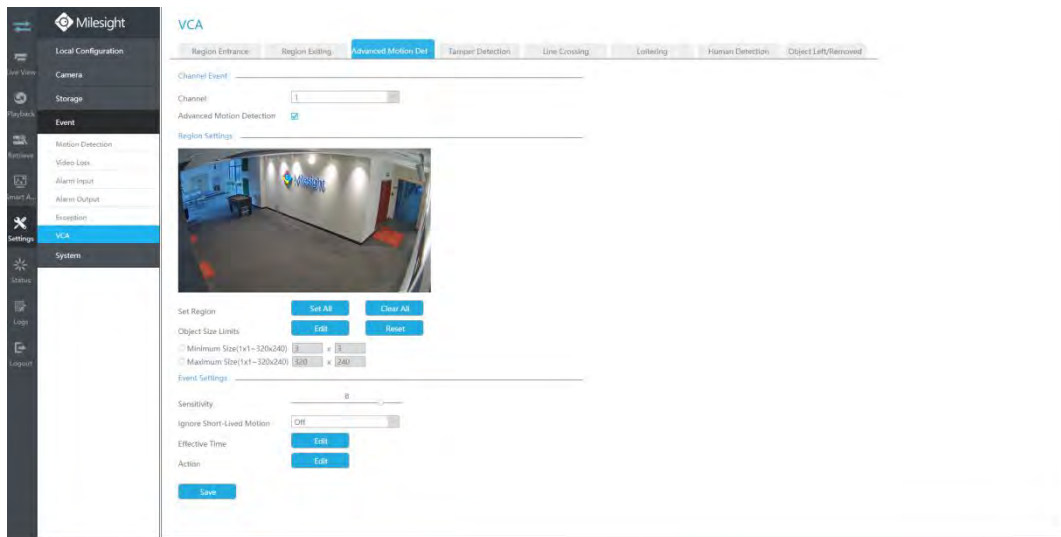 Milesight
Live View
Playback
Retrieve
Smart A...
Settings
Status
Logs
Logout
Local Configuration
Camera
Storage
Event
Motion Detection
Video Loss
Alarm Input
Alarm Output
Exception
VCA
System
VCA
Region Entrance Region Exiting Advanced Motion Det Tamper Detection Line Crossing Loitering Human Detection Object Left/Removed
Channel Event
Channel 1
Advanced Motion Detection
Region Settings
Milesight
Set Region Set All Clear All
Object Size Limits Edit Reset
Minimum Size(1x1~320x240) 3 x 3
Maximum Size(1x1~320x240) 320 x 240
Event Settings
8
Sensitivity
Ignore Short-Lived Motion Off
Effective Time Edit
Action Edit
Save